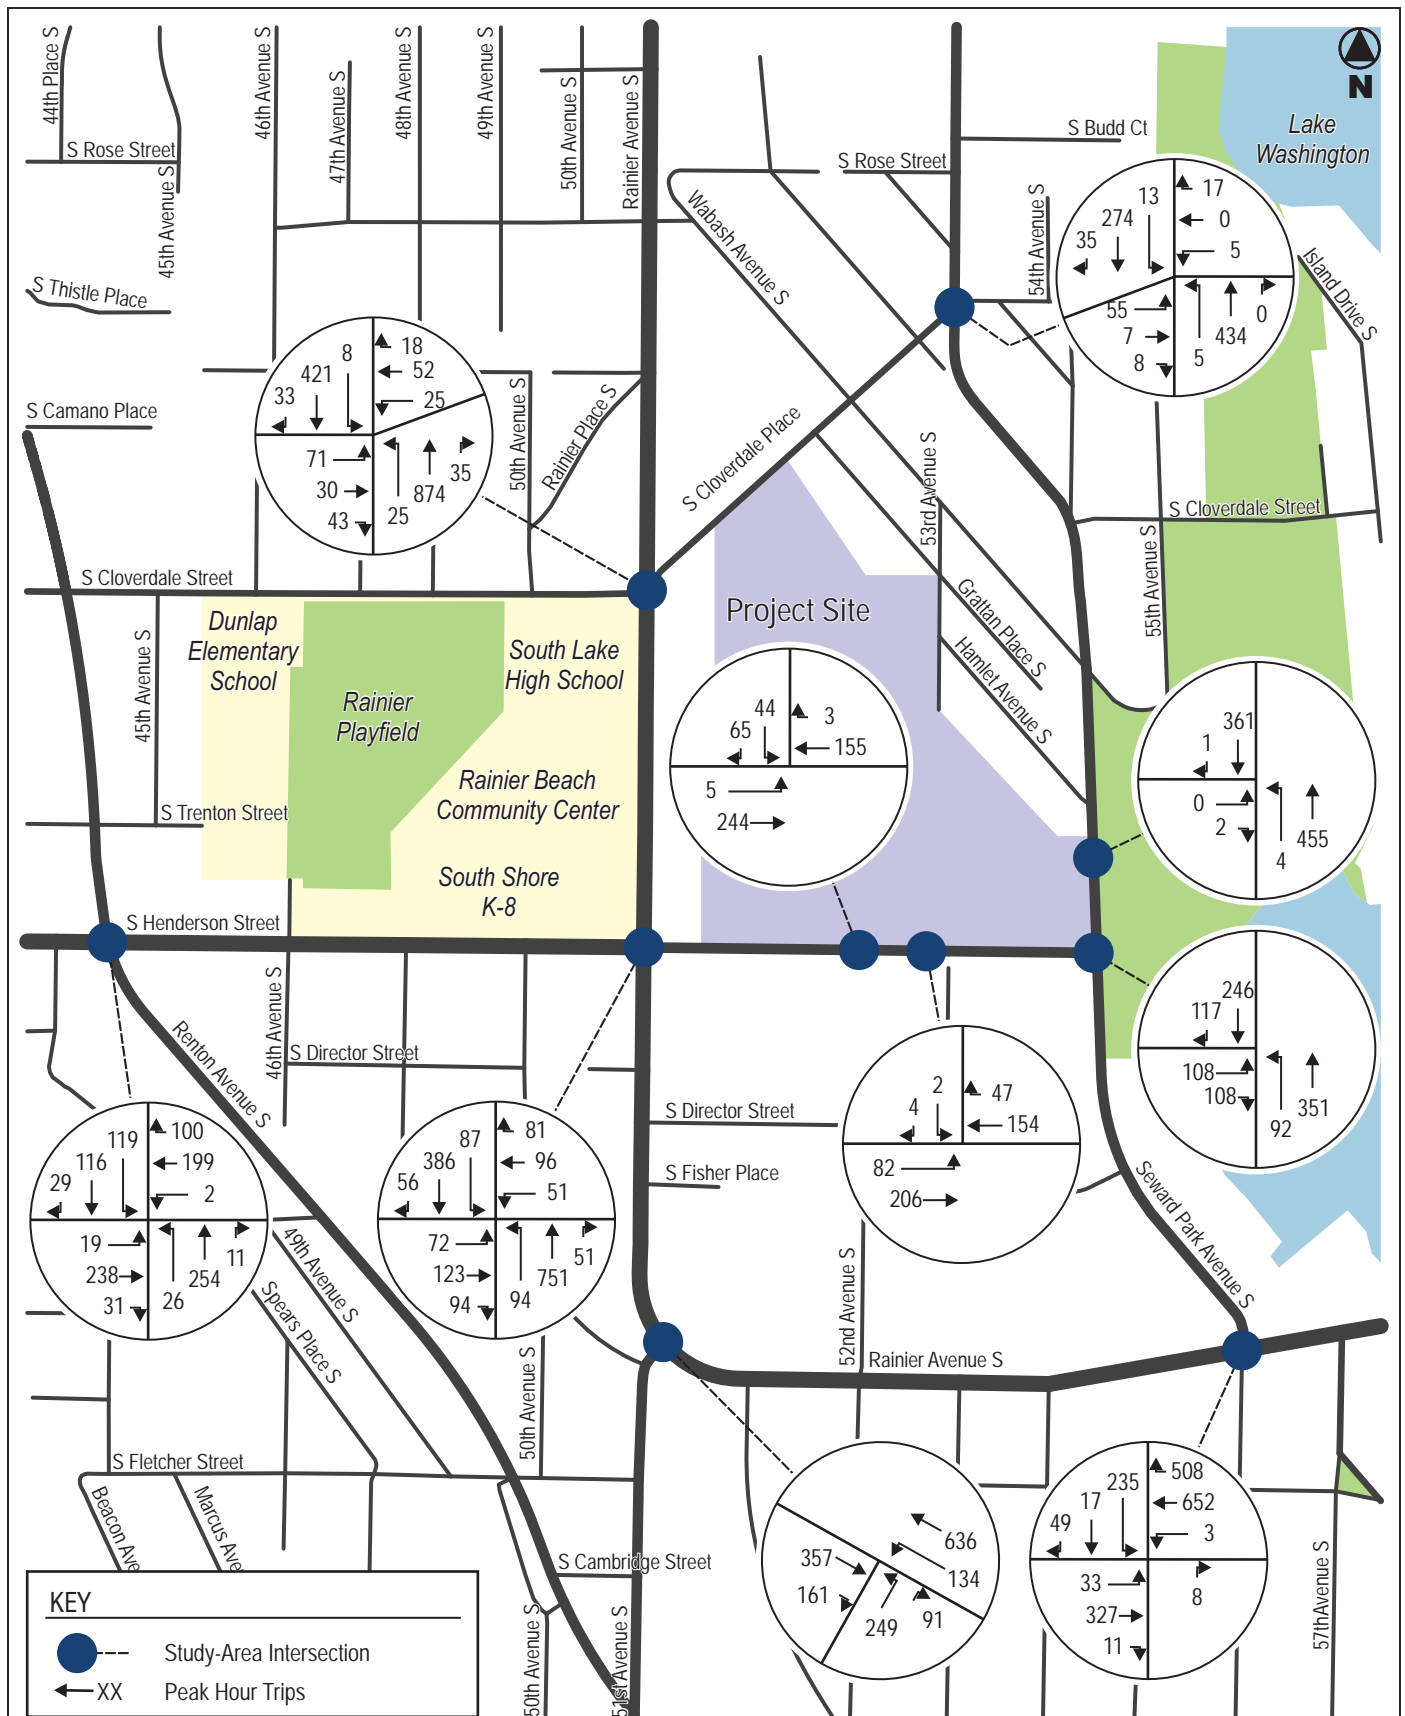 44th Place S
46th Avenue S
48th Avenue S
49th Avenue S
47th Avenue S
50th Avenue S
Rainier Avenue S
N
Lake
Washington
S Budd Ct
S Rose Street
S Rose Street
45th Avenue S
Wabash Avenue S
54th Avenue S
Island Drive S
S Thistle Place
13
17
274
0
35
5
55
7
8
5
434
0
8
18
421
52
33
25
71
30
43
25
874
35
S Camano Place
50th Avenue S
Rainier Place S
S Cloverdale Place
53rd Avenue S
S Cloverdale Street
55th Avenue S
S Cloverdale Street
Dunlap
Elementary
School
South Lake
High School
Project Site
Grattan Place S
Hamlet Avenue S
45th Avenue S
Rainier
Playfield
44
3
65
155
5
244
361
1
0
2
4
455
Rainier Beach
Community Center
S Trenton Street
South Shore
K-8
S Henderson Street
246
117
108
108
92
351
46th Avenue S
Renton Avenue S
S Director Street
S Director Street
S Fisher Place
2
47
4
154
82
206
119
100
116
199
29
2
19
238
31
26
254
11
87
81
386
96
56
51
72
123
94
94
751
51
Seward Park Avenue S
49th Avenue S
Spears Place S
52nd Avenue S
50th Avenue S
Rainier Avenue S
S Fletcher Street
Beacon Ave
Marcus Ave
S Cambridge Street
636
134
357
161
249
91
235
508
17
652
49
3
33
327
11
8
57thAvenue S
50th Avenue S
51st Avenue S
KEY
Study-Area Intersection
XX Peak Hour Trips